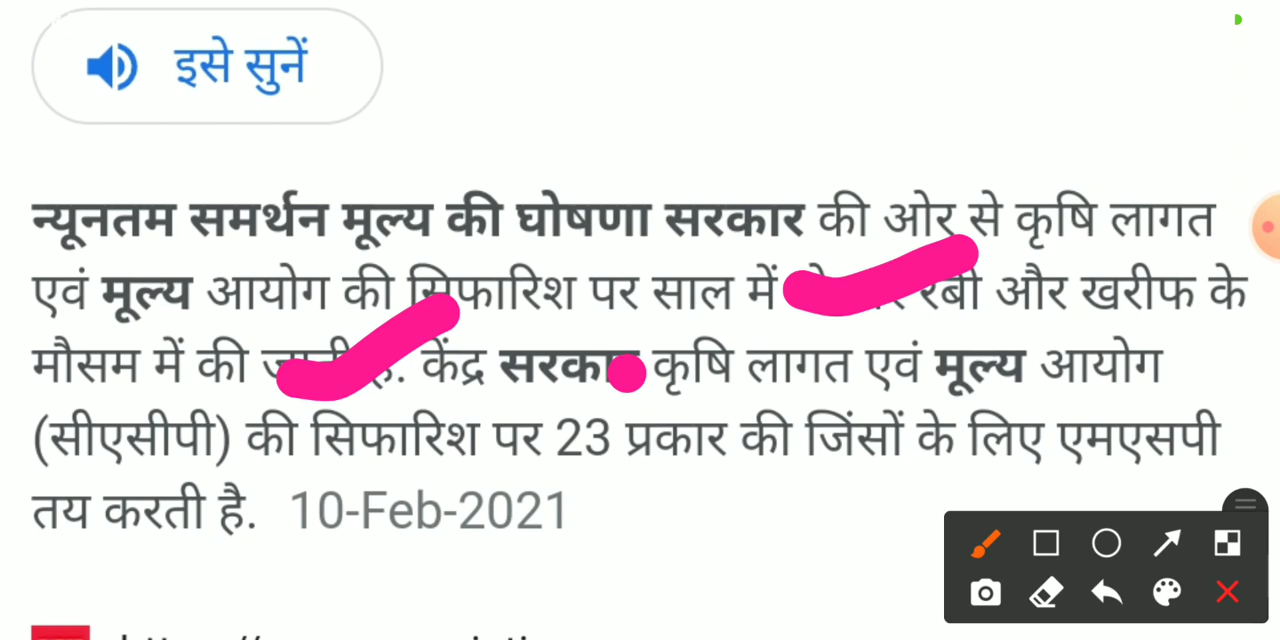 इसे सुनें
न्यूनतम समर्थन मूल्य की घोषणा सरकार की ओर से कृषि लागत
एवं मूल्य आयोग की सिफारिश पर साल में रबी और खरीफ के
मौसम में की केंद्र सरकार कृषि लागत एवं मूल्य आयोग
(सीएसीपी) की सिफारिश पर 23 प्रकार की जिंसों के लिए एमएसपी
तय करती है. 10-Feb-2021